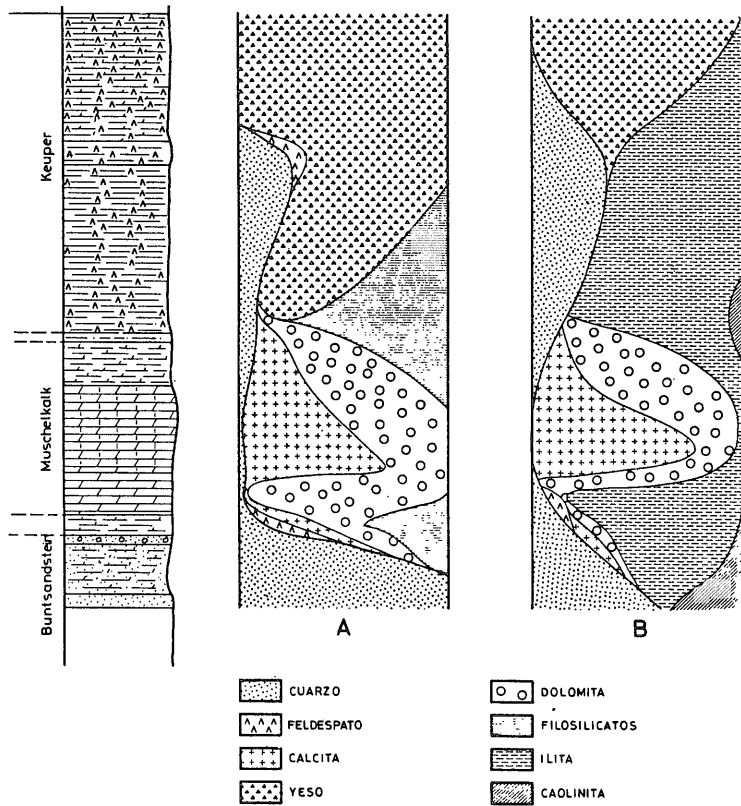 Keuper
Muschelkalk
Buntsandstein
A
B
CUARZO
FELDESPATO
CALCITA
YESO
DOLOMITA
FILOSILICATOS
ILITA
CAOLINITA